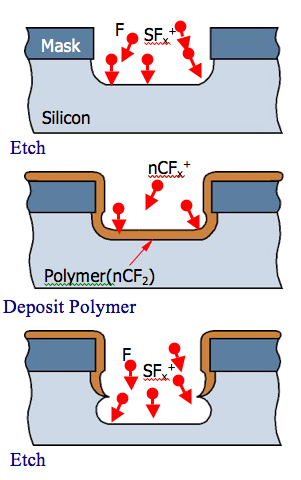 F SFₓ⁺
Mask
Silicon
Etch
nCFₓ⁺
Polymer(nCF₂)
Deposit Polymer
F
SFₓ⁺
Etch